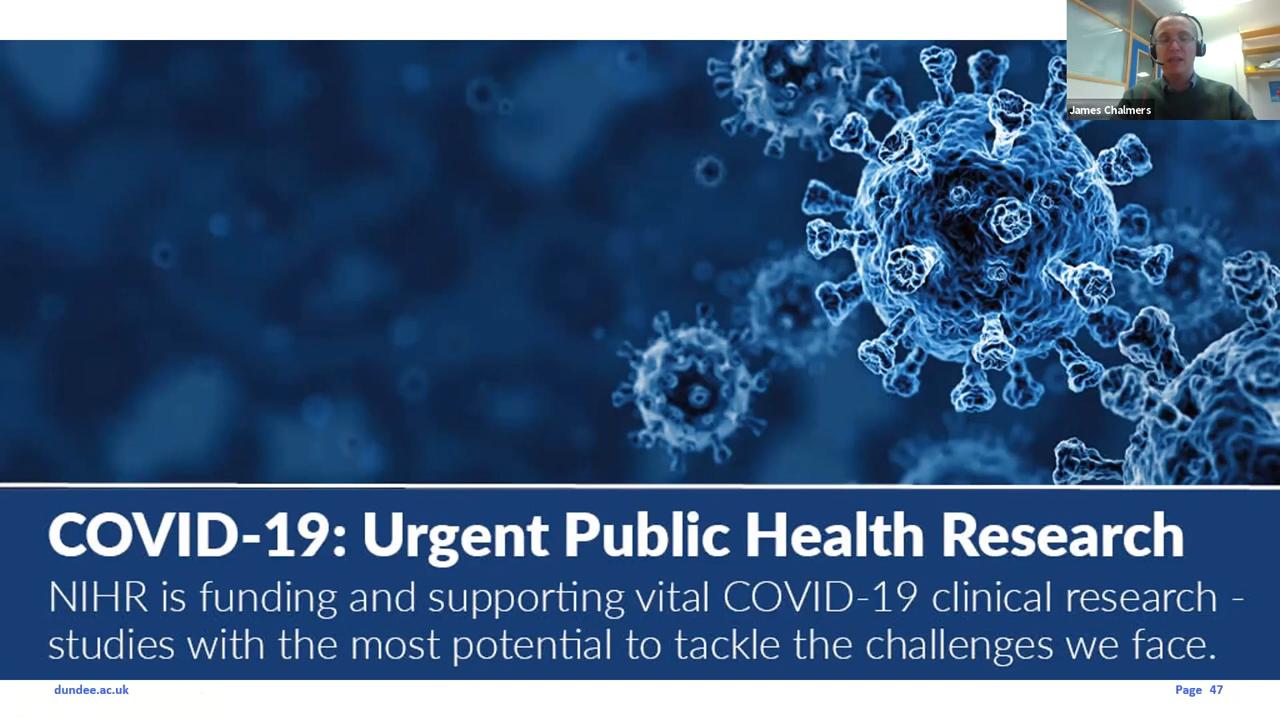 James Chalmers
COVID-19: Urgent Public Health Research
NIHR is funding and supporting vital COVID-19 clinical research -
studies with the most potential to tackle the challenges we face.
dundee.ac.uk
Page 47